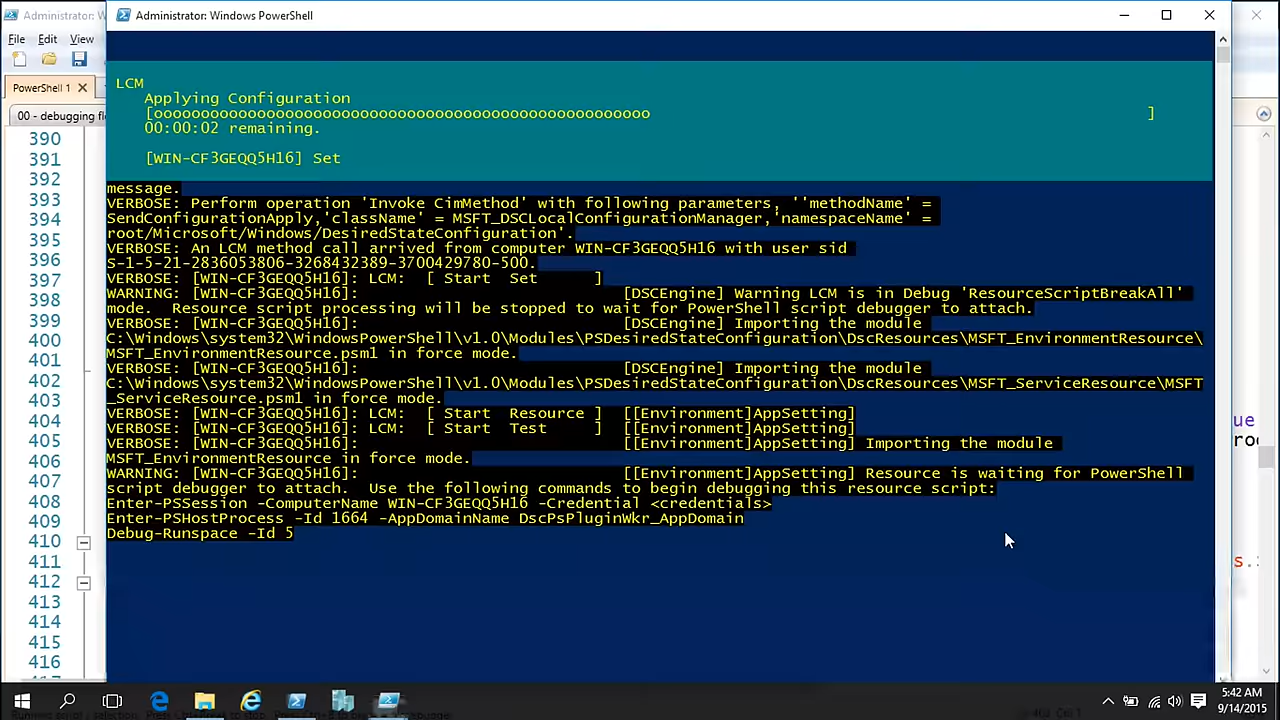 Administrator: W
Administrator: Windows PowerShell
File Edit View
PowerShell 1
00 - debugging fl
390
391
392
393
394
395
396
397
398
399
400
401
402
403
404
405
406
407
408
409
410
411
412
413
414
415
416
LCM
Applying Configuration
[ooooooooooooooooooooooooooooooooooooooooooooooooooooo ]
00:00:02 remaining.
[WIN-CF3GEQQ5H16] Set
message.
VERBOSE: Perform operation 'Invoke CimMethod' with following parameters, ''methodName' =
SendConfigurationApply,'className' = MSFT_DSCLocalConfigurationManager,'namespaceName' =
root/Microsoft/Windows/DesiredStateConfiguration'.
VERBOSE: An LCM method call arrived from computer WIN-CF3GEQQ5H16 with user sid
S-1-5-21-2836053806-3268432389-3700429780-500.
VERBOSE: [WIN-CF3GEQQ5H16]: LCM: [ Start Set ]
WARNING: [WIN-CF3GEQQ5H16]: [DSCEngine] Warning LCM is in Debug 'ResourceScriptBreakAll'
mode. Resource script processing will be stopped to wait for PowerShell script debugger to attach.
VERBOSE: [WIN-CF3GEQQ5H16]: [DSCEngine] Importing the module
C:\Windows\system32\WindowsPowerShell\v1.0\Modules\PSDesiredStateConfiguration\DscResources\MSFT_EnvironmentResource\
MSFT_EnvironmentResource.psm1 in force mode.
VERBOSE: [WIN-CF3GEQQ5H16]: [DSCEngine] Importing the module
C:\Windows\system32\WindowsPowerShell\v1.0\Modules\PSDesiredStateConfiguration\DscResources\MSFT_ServiceResource\MSFT
_ServiceResource.psm1 in force mode.
VERBOSE: [WIN-CF3GEQQ5H16]: LCM: [ Start Resource ] [[Environment]AppSetting]
VERBOSE: [WIN-CF3GEQQ5H16]: LCM: [ Start Test ] [[Environment]AppSetting]
VERBOSE: [WIN-CF3GEQQ5H16]: [[Environment]AppSetting] Importing the module
MSFT_EnvironmentResource in force mode.
WARNING: [WIN-CF3GEQQ5H16]: [[Environment]AppSetting] Resource is waiting for PowerShell
script debugger to attach. Use the following commands to begin debugging this resource script:
Enter-PSSession -ComputerName WIN-CF3GEQQ5H16 -Credential <credentials>
Enter-PSHostProcess -Id 1664 -AppDomainName DscPsPluginWkr_AppDomain
Debug-Runspace -Id 5
ue
roc
s.
5:42 AM
9/14/2015